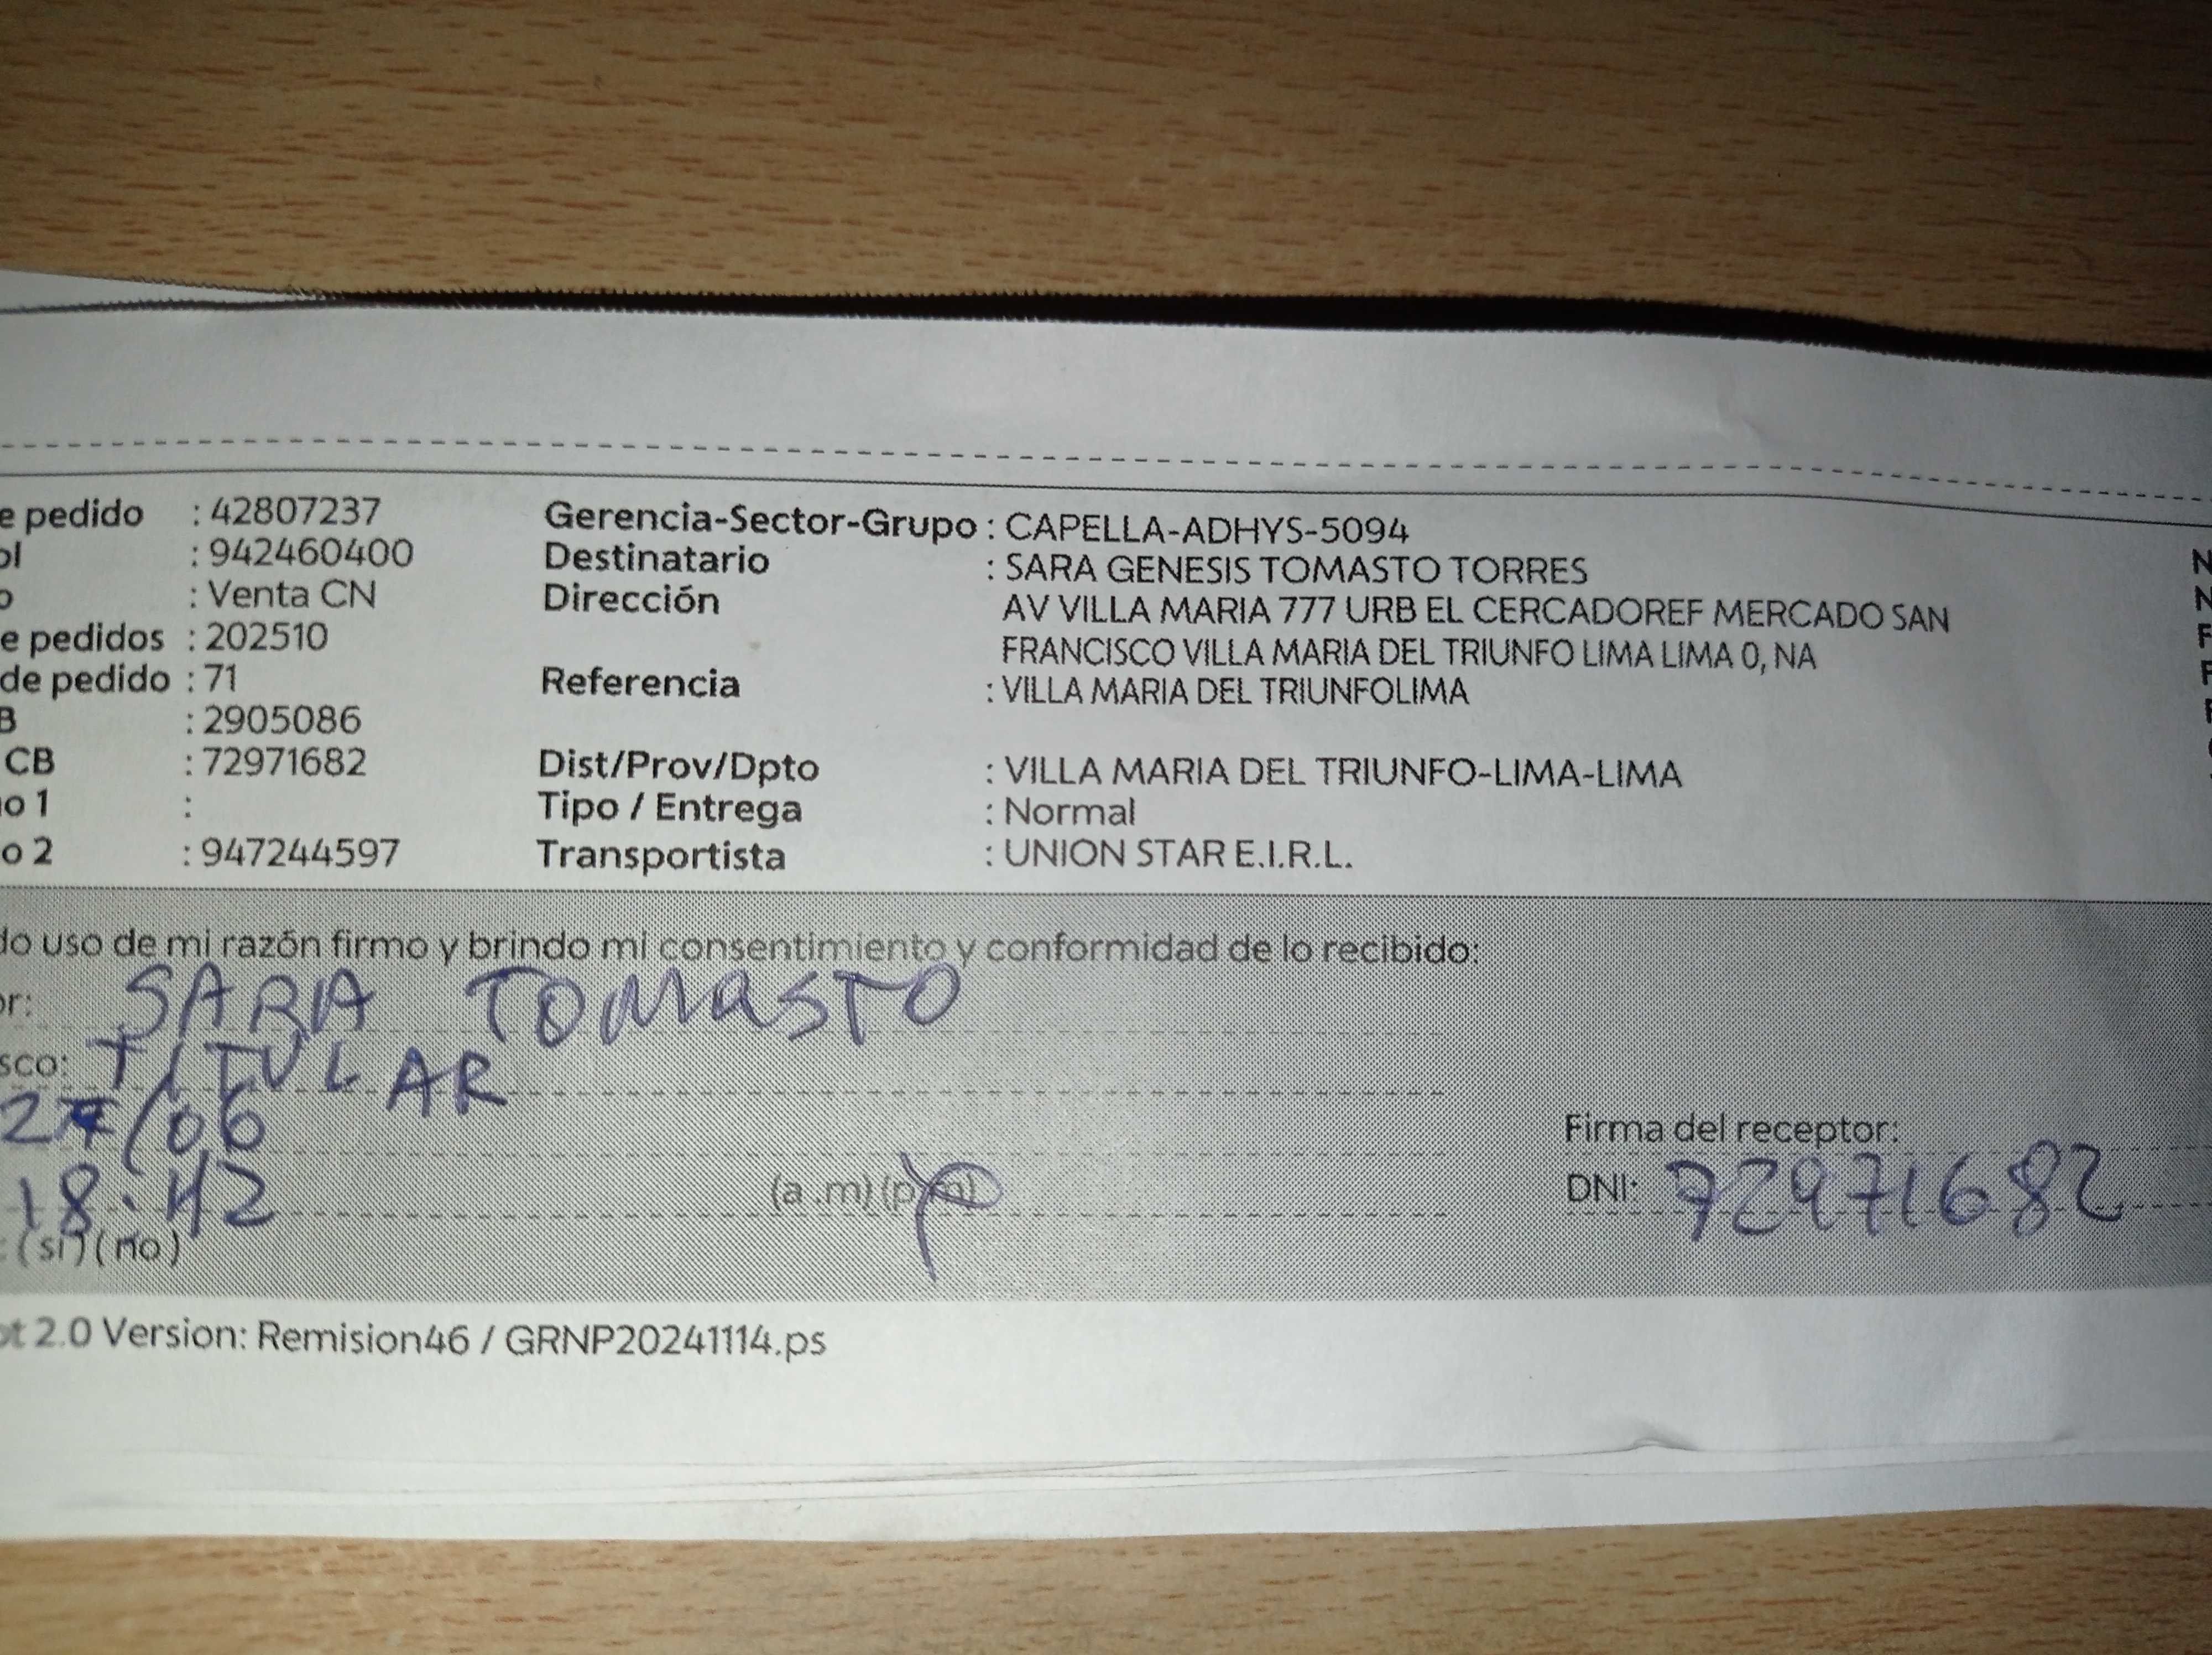 e pedido : 42807237
ol : 942460400
o : Venta CN
e pedidos : 202510
de pedido : 71
B : 2905086
CB : 72971682
o 1 :
o 2 : 947244597
Gerencia-Sector-Grupo : CAPELLA-ADHYS-5094
Destinatario : SARA GENESIS TOMASTO TORRES
Dirección AV VILLA MARIA 777 URB EL CERCADOREF MERCADO SAN
FRANCISCO VILLA MARIA DEL TRIUNFO LIMA LIMA 0, NA
Referencia : VILLA MARIA DEL TRIUNFOLIMA
Dist/Prov/Dpto : VILLA MARIA DEL TRIUNFO-LIMA-LIMA
Tipo / Entrega : Normal
Transportista : UNION STAR E.I.R.L.
do uso de mi razón firmo y brindo mi consentimiento y conformidad de lo recibido:
or: SARA TOMASTO
sco: TITULAR
27/06
18:42 (a .m) (p.m)
: (si) (no)
Firma del receptor:
DNI: 72971682
ot 2.0 Version: Remision46 / GRNP20241114.ps